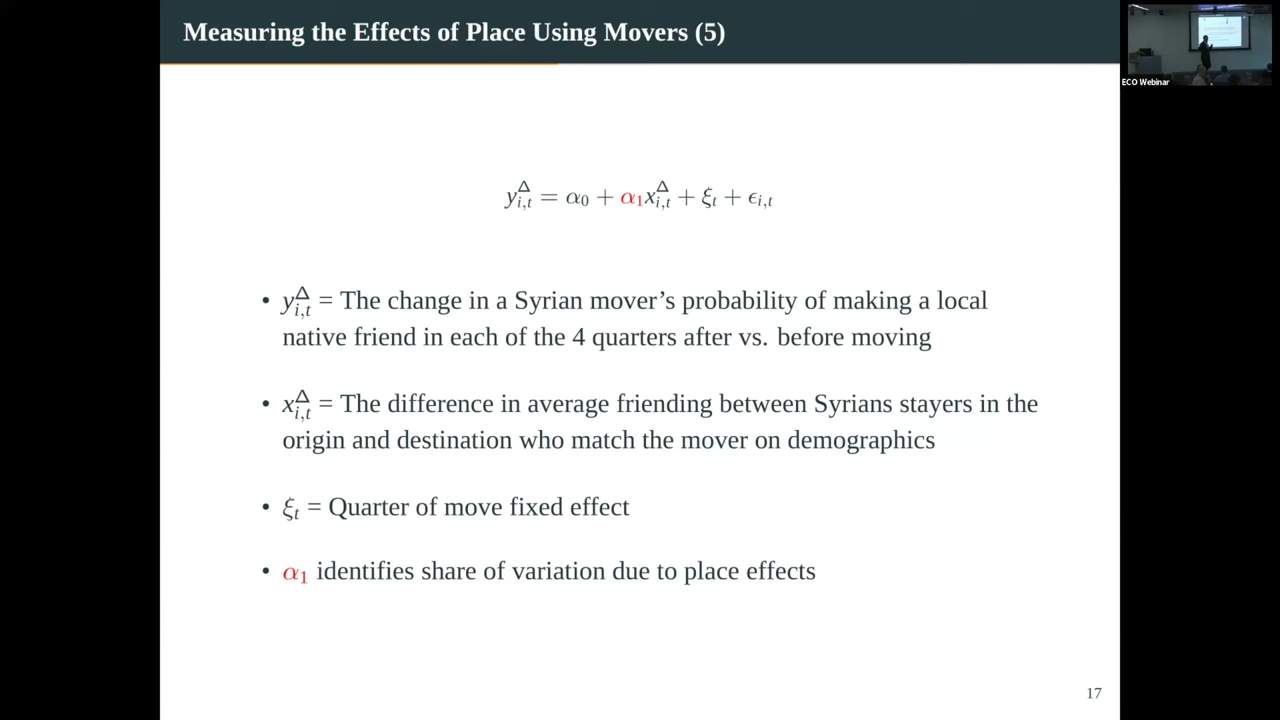 Measuring the Effects of Place Using Movers (5)
ECO Webinar
y^Δ_{i,t} = α₀ + α₁x^Δ_{i,t} + ξ_t + ϵ_{i,t}
• y^Δ_{i,t} = The change in a Syrian mover's probability of making a local
native friend in each of the 4 quarters after vs. before moving
• x^Δ_{i,t} = The difference in average friending between Syrians stayers in the
origin and destination who match the mover on demographics
• ξ_t = Quarter of move fixed effect
• α₁ identifies share of variation due to place effects
17